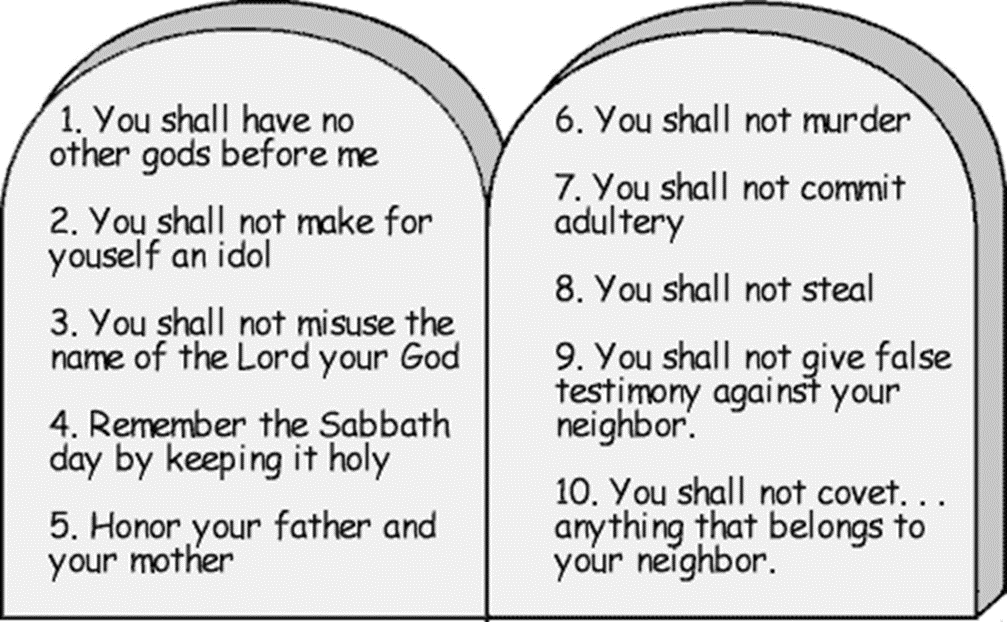 1. You shall have no
other gods before me
2. You shall not make for
youself an idol
3. You shall not misuse the
name of the Lord your God
4. Remember the Sabbath
day by keeping it holy
5. Honor your father and
your mother
6. You shall not murder
7. You shall not commit
adultery
8. You shall not steal
9. You shall not give false
testimony against your
neighbor.
10. You shall not covet. . .
anything that belongs to
your neighbor.